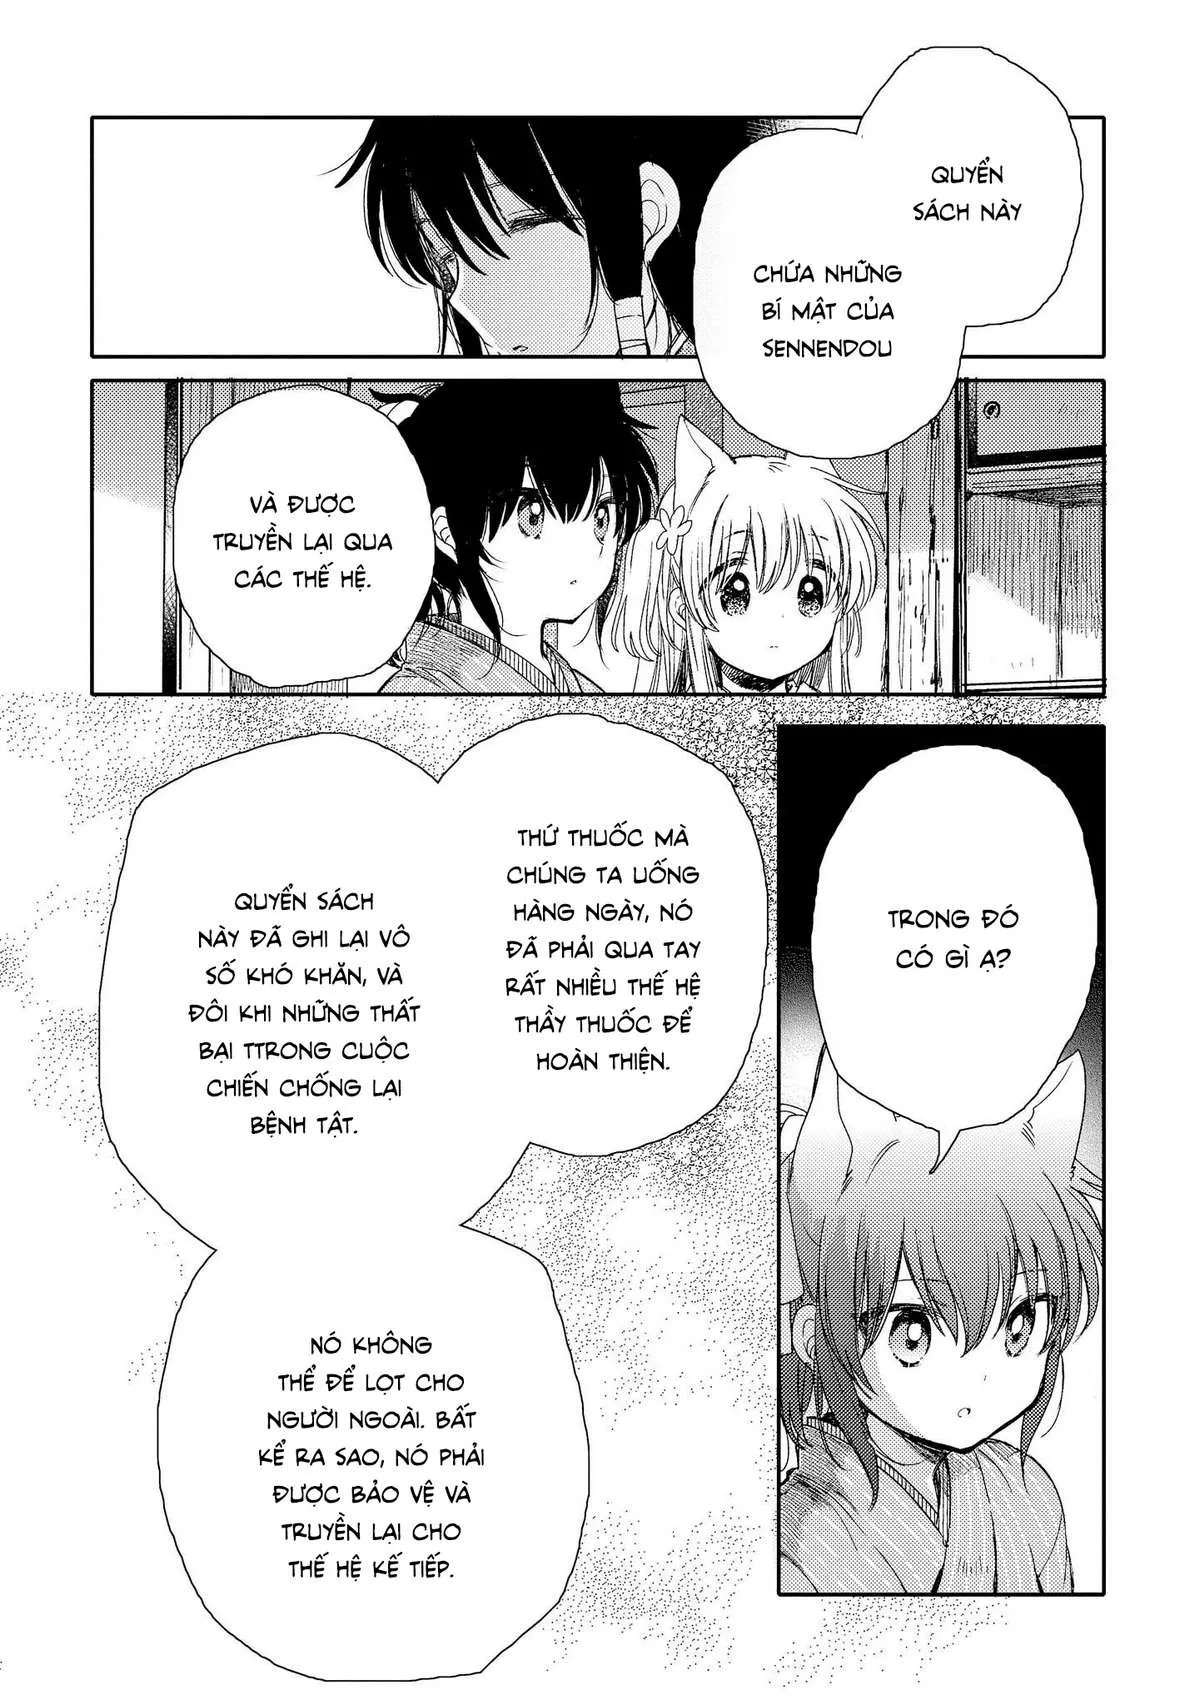 QUYỂN
SÁCH NÀY
CHỨA NHỮNG
BÍ MẬT CỦA
SENNENDOU
VÀ ĐƯỢC
TRUYỀN LẠI QUA
CÁC THẾ HỆ.
TRONG ĐÓ
CÓ GÌ Ạ?
THỨ THUỐC MÀ
CHÚNG TA UỐNG
HÀNG NGÀY, NÓ
ĐÃ PHẢI QUA TAY
RẤT NHIỀU THẾ HỆ
THẦY THUỐC ĐỂ
HOÀN THIỆN.
QUYỂN SÁCH
NÀY ĐÃ GHI LẠI VÔ
SỐ KHÓ KHĂN, VÀ
ĐÔI KHI NHỮNG THẤT
BẠI TTRONG CUỘC
CHIẾN CHỐNG LẠI
BỆNH TẬT.
NÓ KHÔNG
THỂ ĐỂ LỌT CHO
NGƯỜI NGOÀI. BẤT
KỂ RA SAO, NÓ PHẢI
ĐƯỢC BẢO VỆ VÀ
TRUYỀN LẠI CHO
THẾ HỆ KẾ TIẾP.